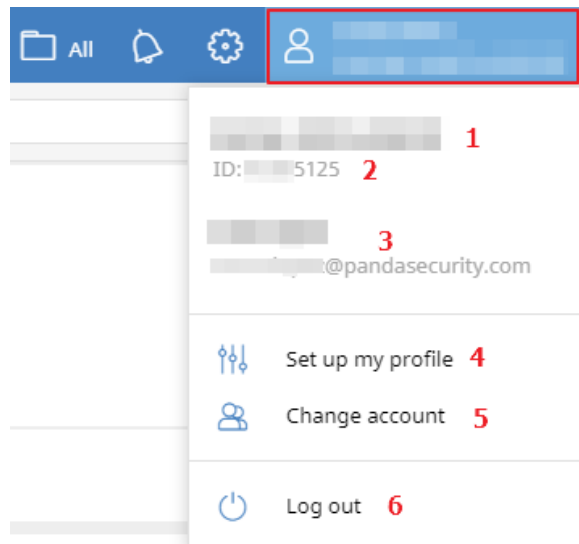 All
1
ID: 5125 2
3
@pandasecurity.com
Set up my profile 4
Change account 5
Log out 6